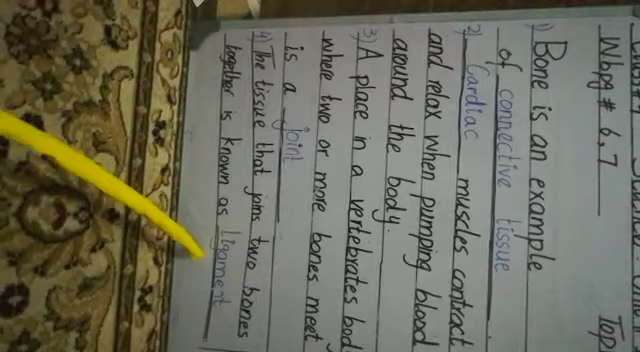 Wbpg # 6,7
Top
1) Bone is an example
of connective tissue
2) Cardiac muscles contract
and relax when pumping blood
around the body.
3) A place in a vertebrates bod
where two or more bones meet
is a joint
4) The tissue that joins two bones
together is known as Ligament